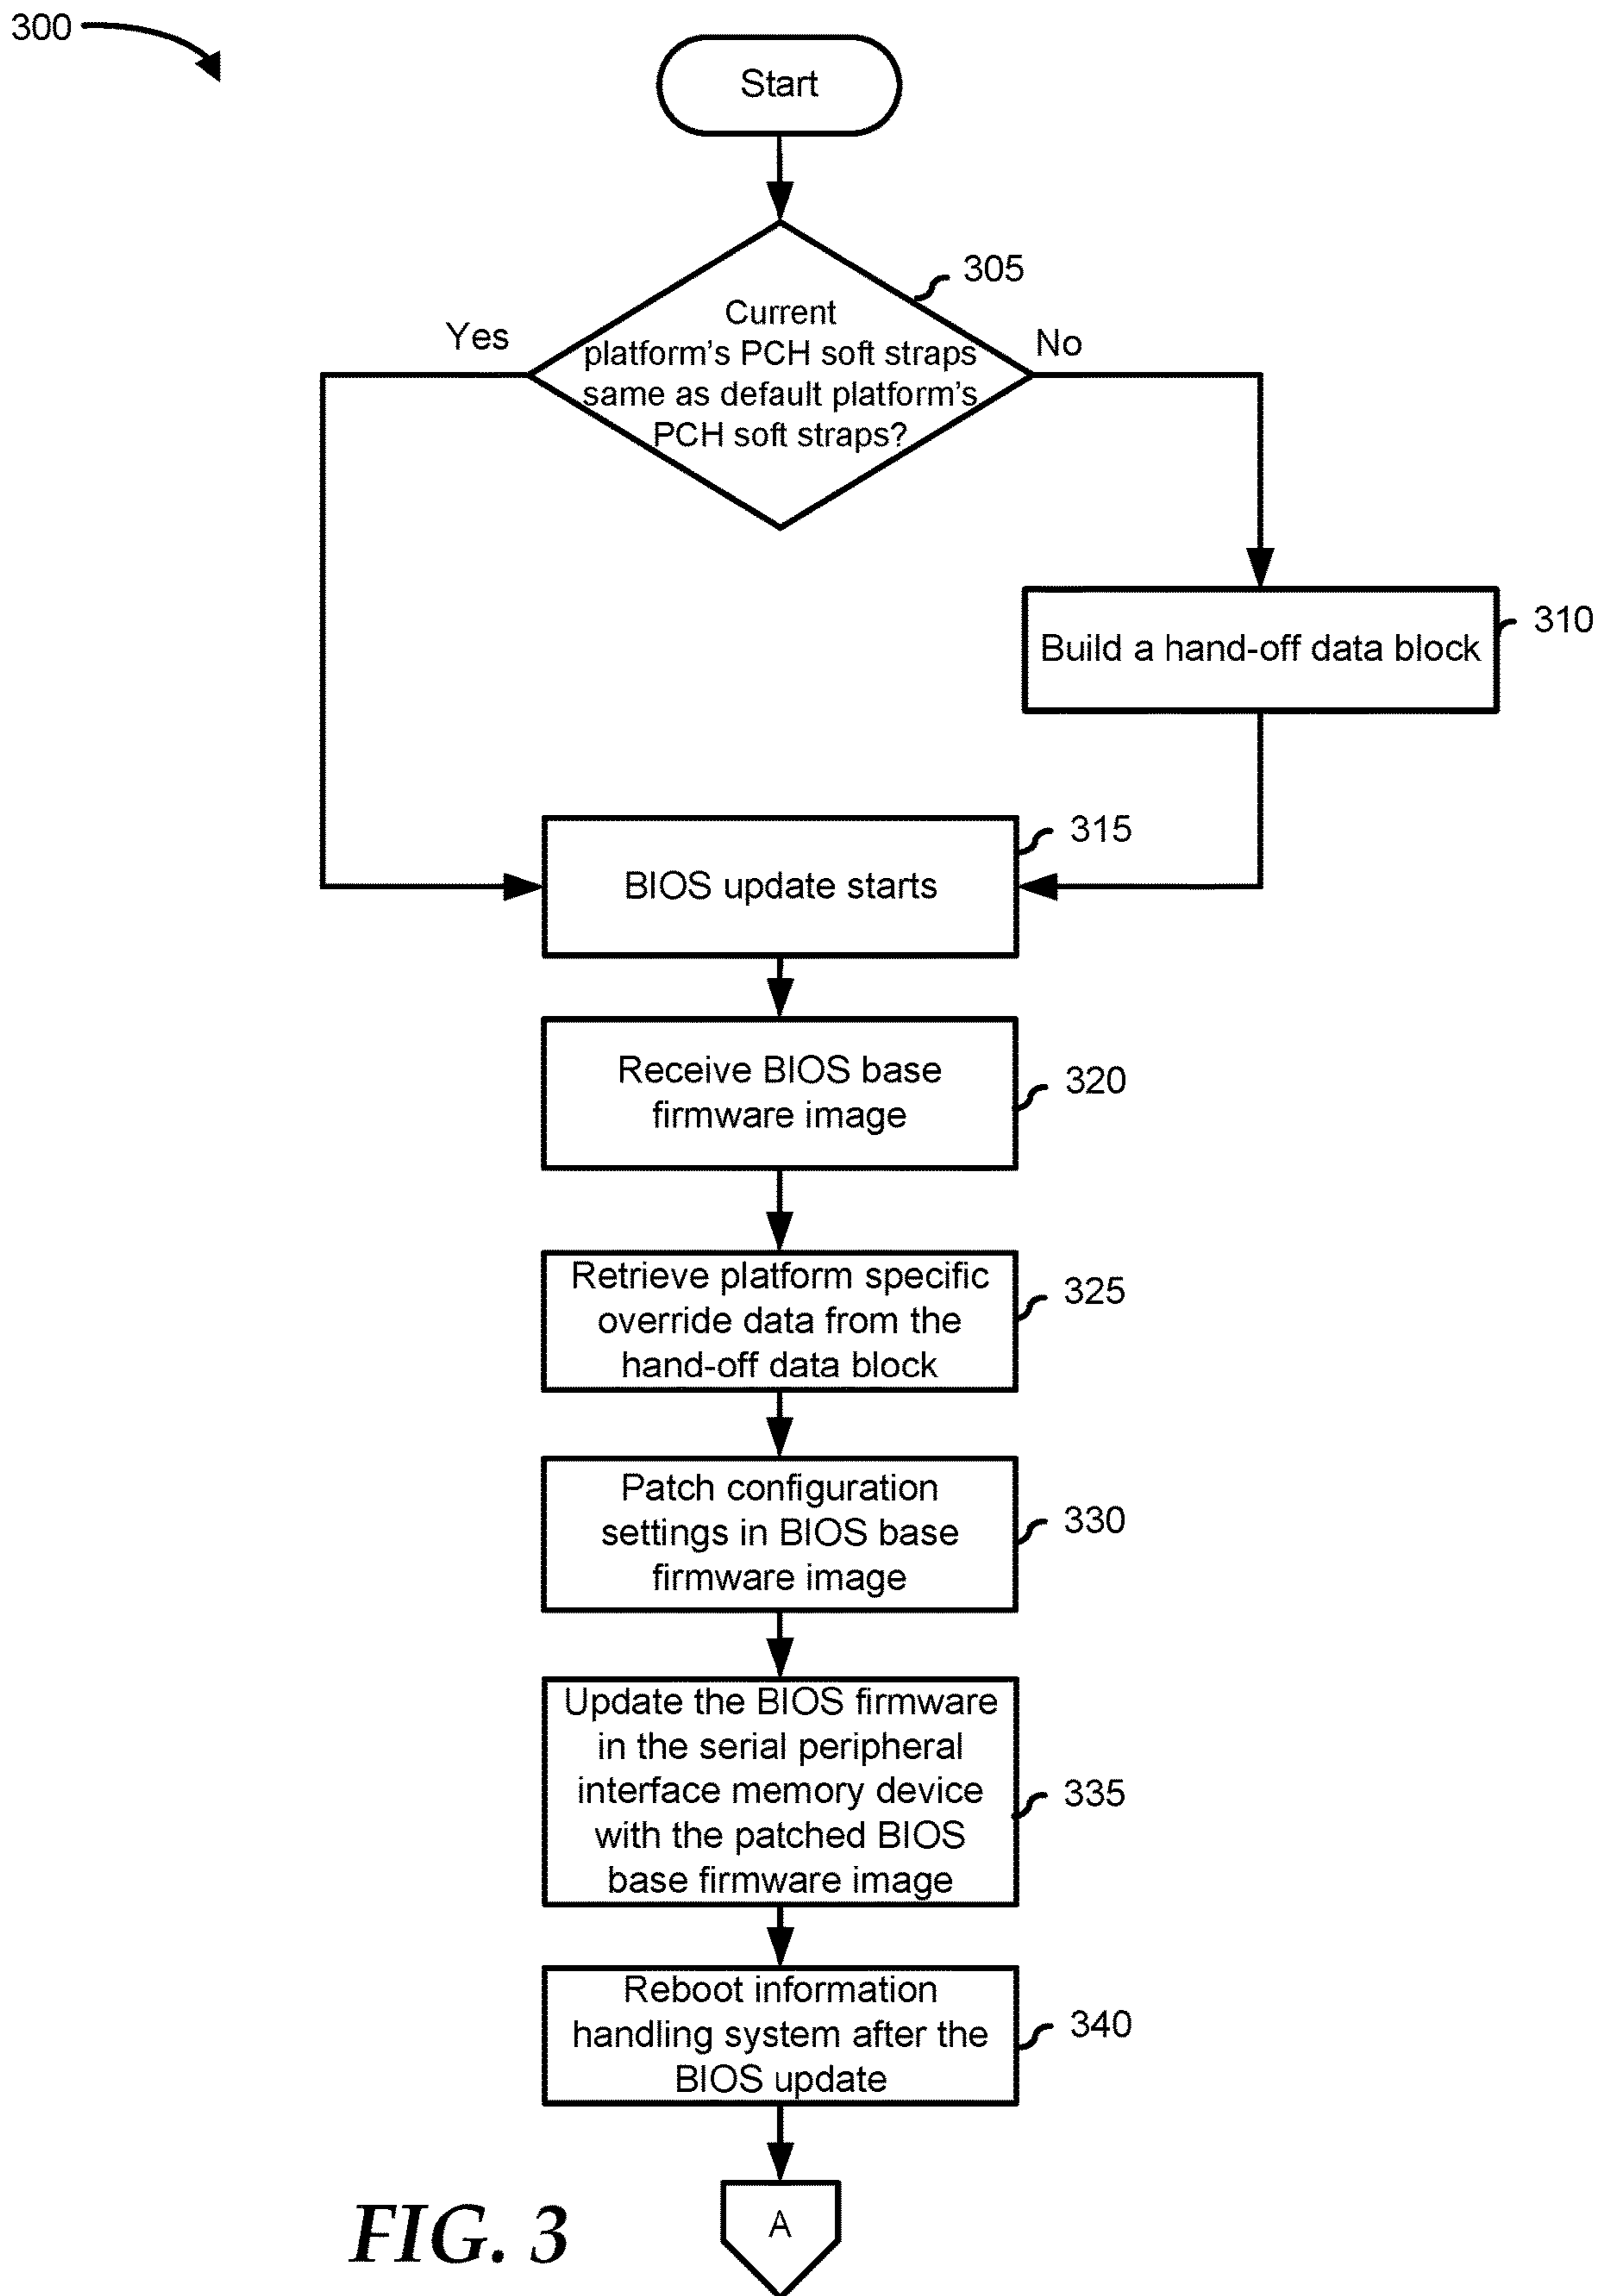 300
Start
305
Current
platform's PCH soft straps
same as default platform's
PCH soft straps?
Yes
No
310
Build a hand-off data block
315
BIOS update starts
320
Receive BIOS base
firmware image
325
Retrieve platform specific
override data from the
hand-off data block
330
Patch configuration
settings in BIOS base
firmware image
335
Update the BIOS firmware
in the serial peripheral
interface memory device
with the patched BIOS
base firmware image
340
Reboot information
handling system after the
BIOS update
A
FIG. 3